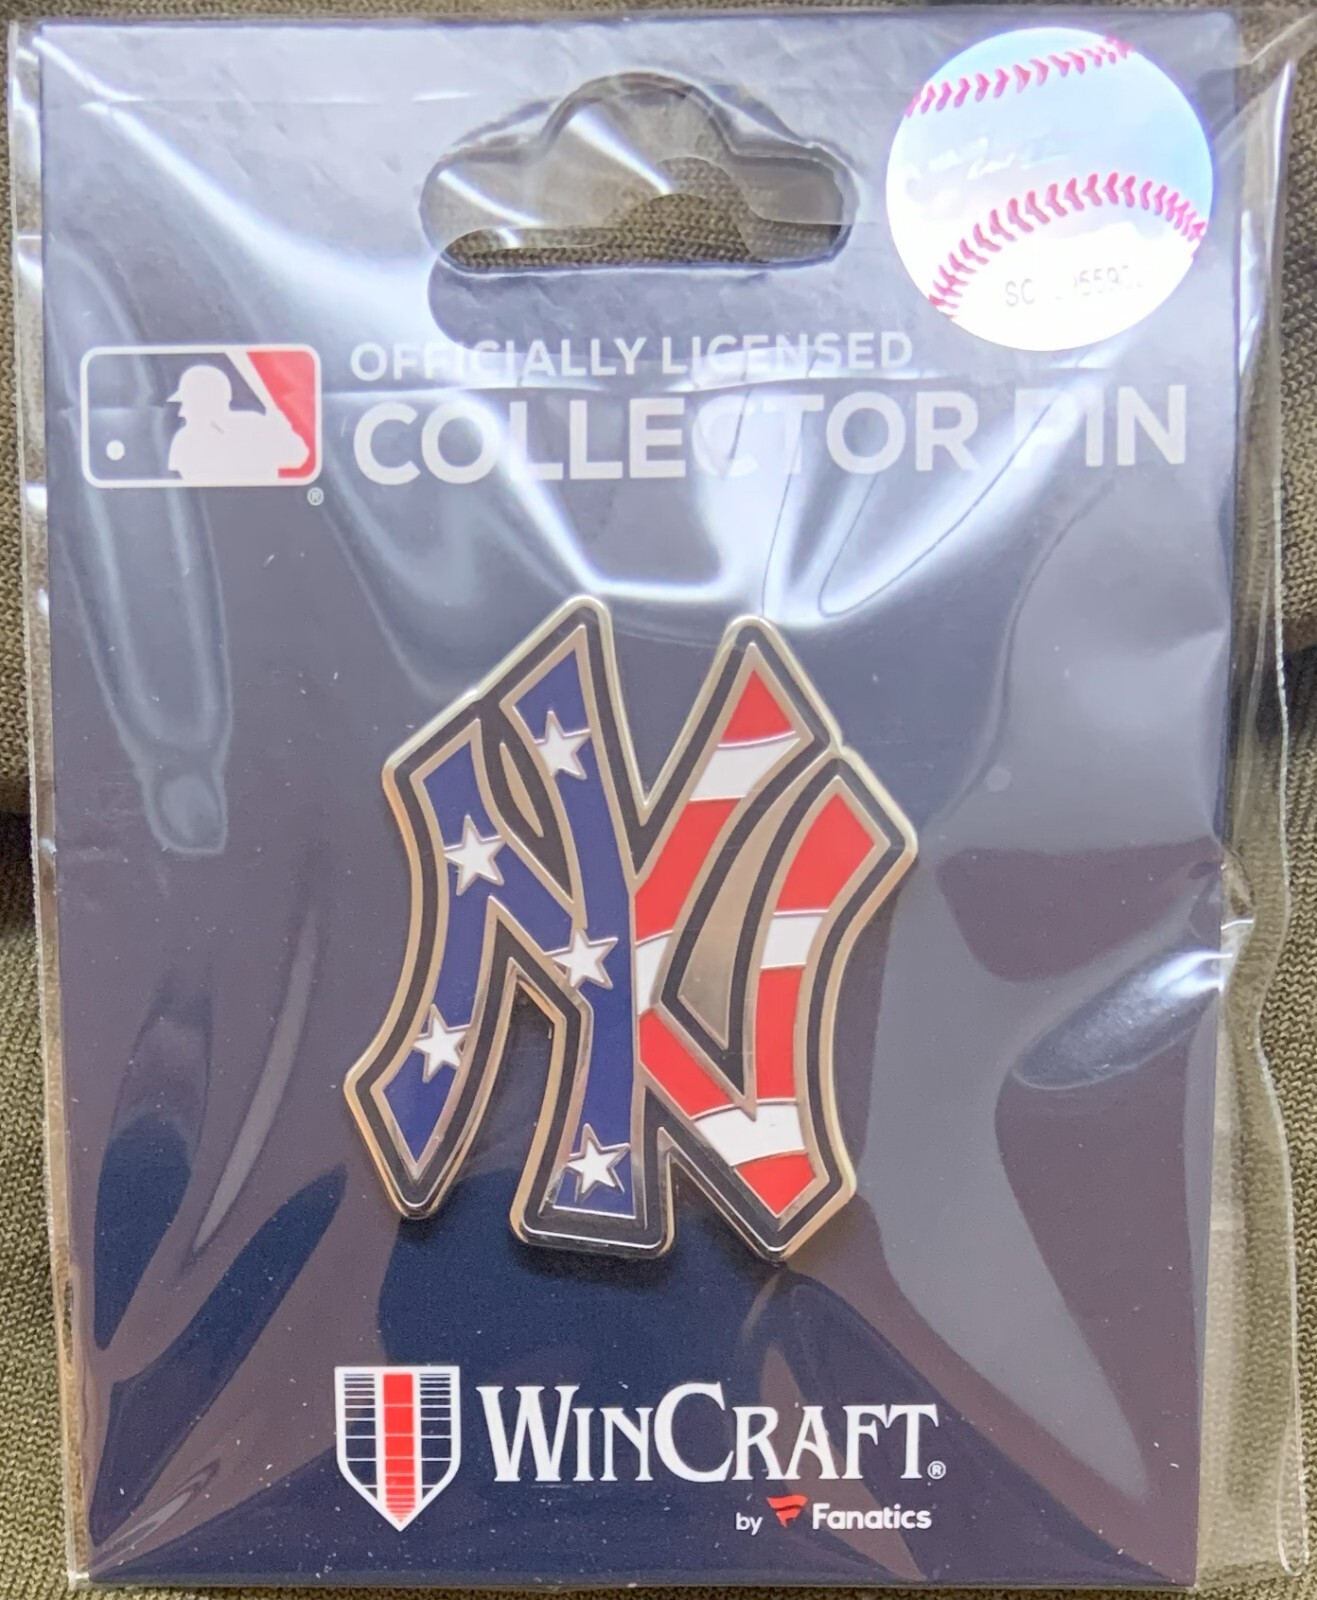 OFFICIALLY LICENSED
COLLECTOR PIN
®
NY
WINCRAFT®
by Fanatics